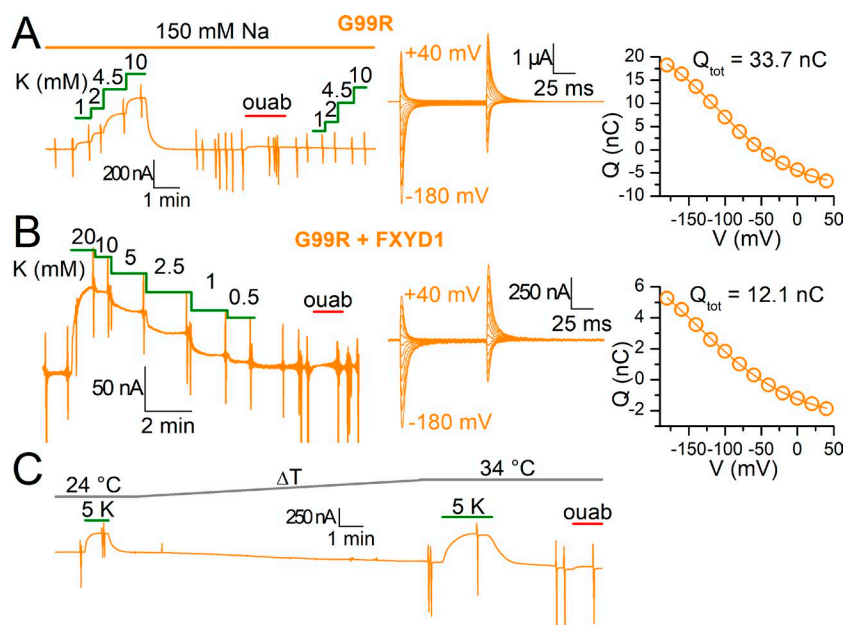 A
G99R
150 mM Na
K (mM)
1
2
4.5
10
ouab
1
2
4.5
10
200 nA
1 min
+40 mV
-180 mV
1 µA
25 ms
Q_tot = 33.7 nC
Q (nC)
20
15
10
5
0
-5
-10
-150 -100 -50 0 50
V (mV)
B
G99R + FXYD1
K (mM)
20
10
5
2.5
1
0.5
ouab
50 nA
2 min
+40 mV
-180 mV
250 nA
25 ms
Q_tot = 12.1 nC
Q (nC)
6
4
2
0
-2
-150 -100 -50 0 50
V (mV)
C
24 °C
ΔT
34 °C
5 K
250 nA
1 min
5 K
ouab